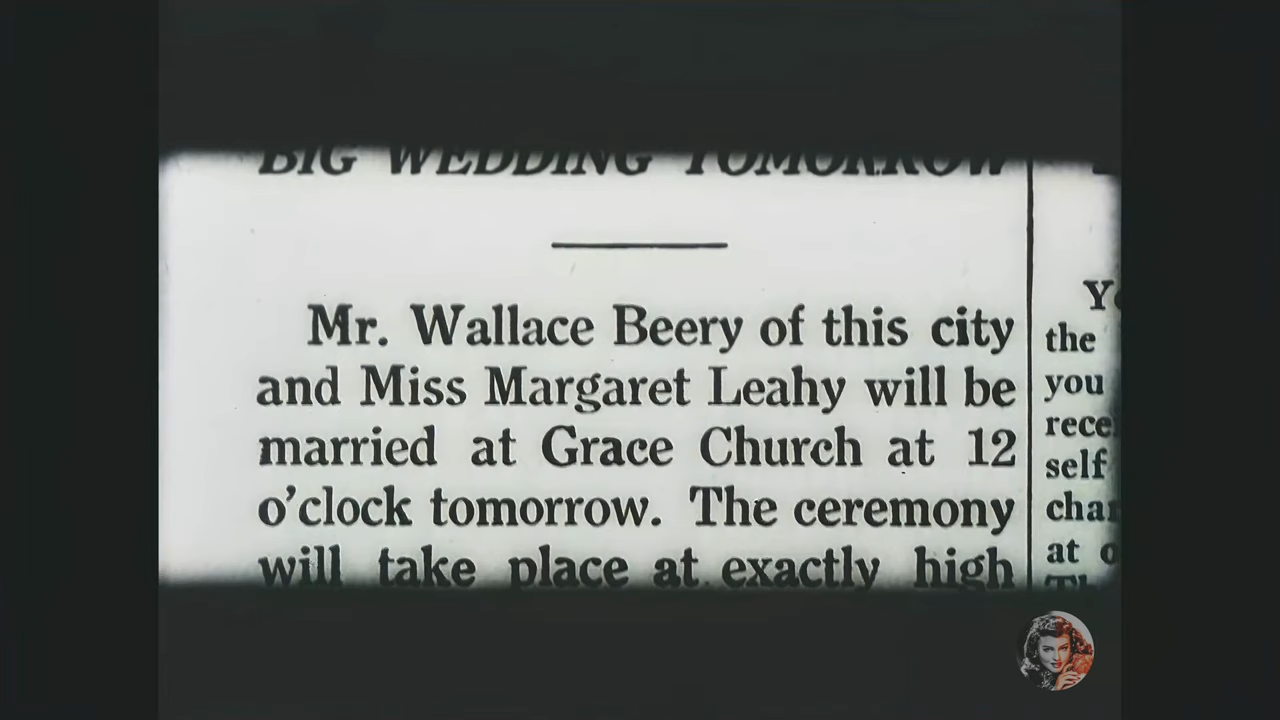 BIG WEDDING TOMORROW
Mr. Wallace Beery of this city
and Miss Margaret Leahy will be
married at Grace Church at 12
o'clock tomorrow. The ceremony
will take place at exactly high
the
you
self
at